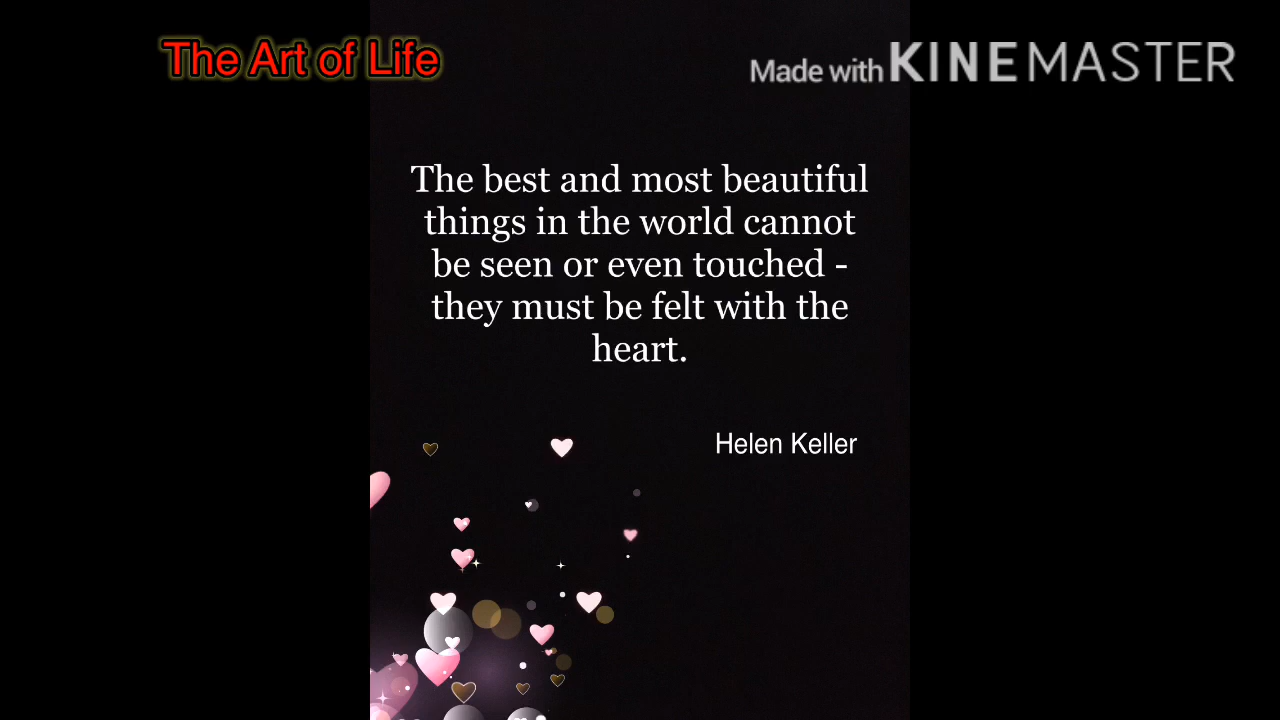 The Art of Life
Made with KINEMASTER
The best and most beautiful
things in the world cannot
be seen or even touched -
they must be felt with the
heart.
Helen Keller